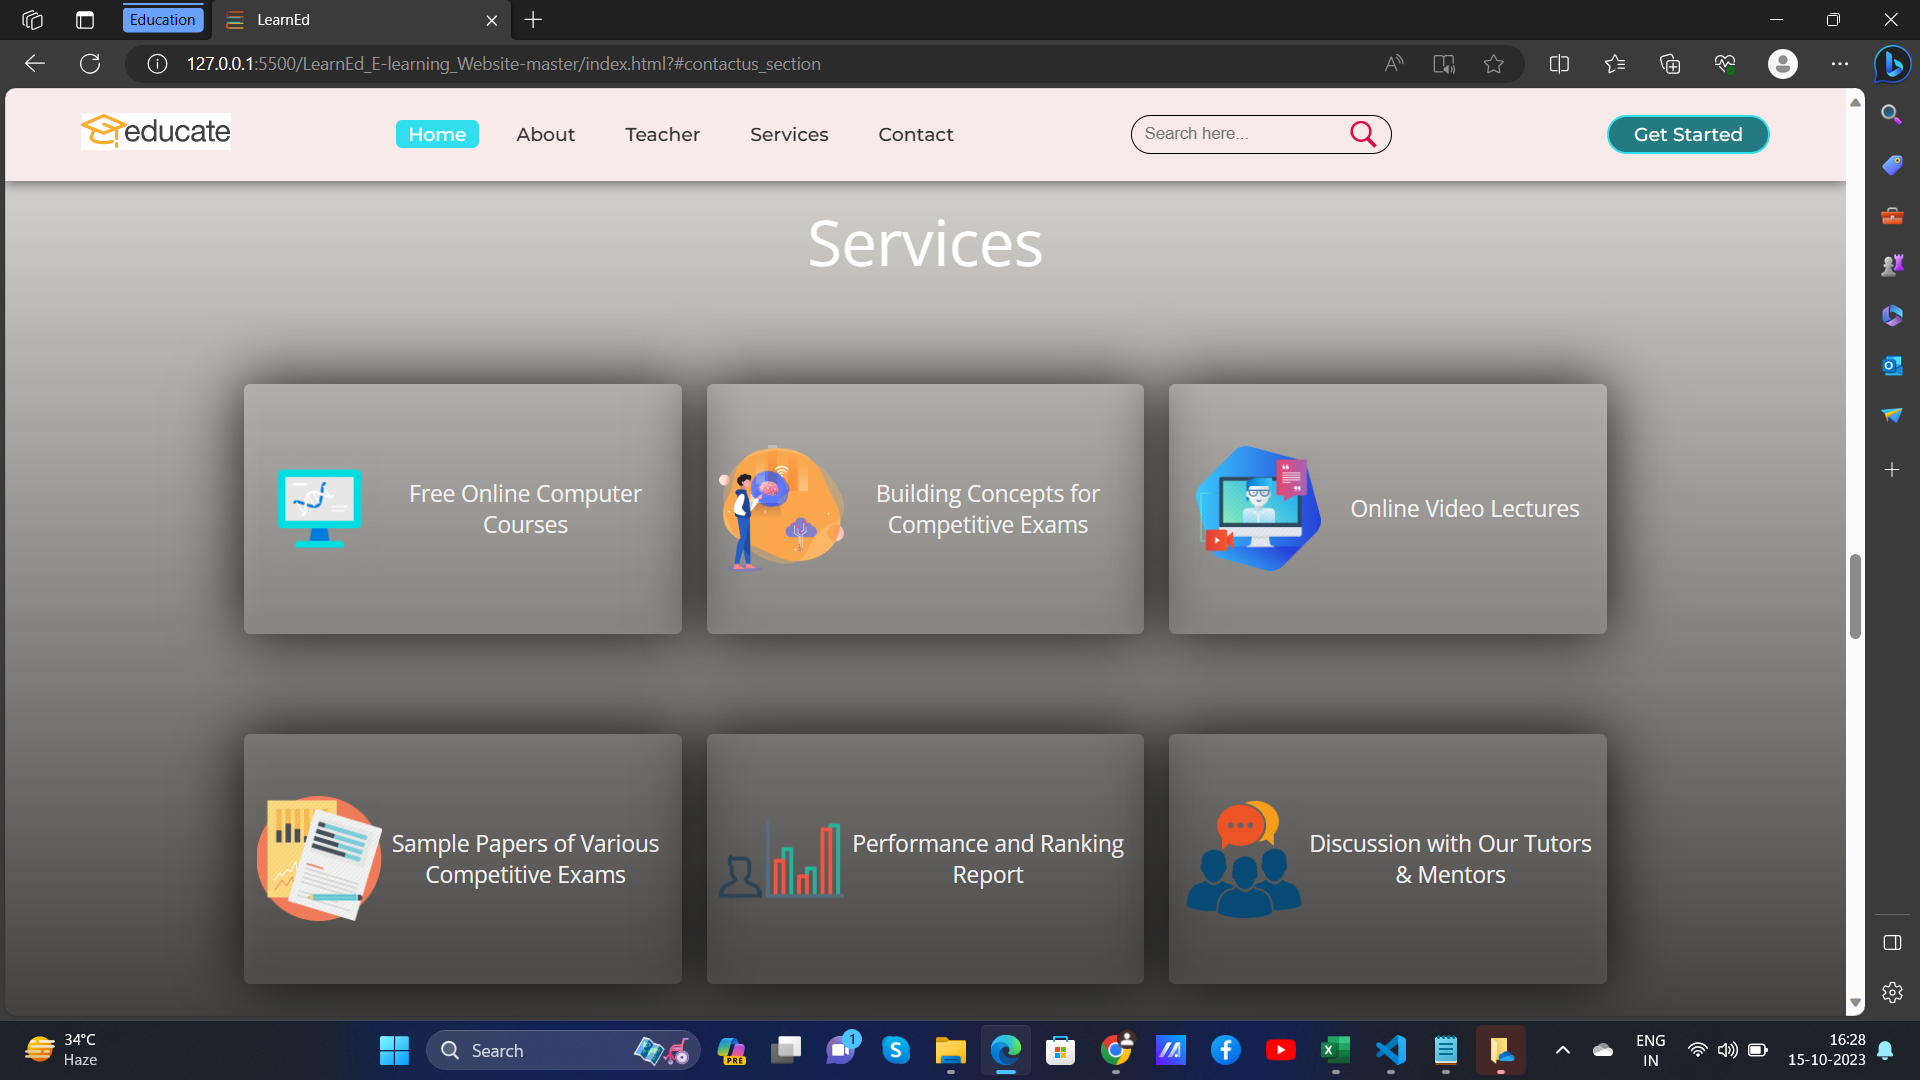 Education
LearnEd
127.0.0.1:5500/LearnEd_E-learning_Website-master/index.html?#contactus_section
educate
Home
About
Teacher
Services
Contact
Search here...
Get Started
Services
Free Online Computer
Courses
Building Concepts for
Competitive Exams
Online Video Lectures
Sample Papers of Various
Competitive Exams
Performance and Ranking
Report
Discussion with Our Tutors
& Mentors
34°C
Haze
Search
PRE
1
ENG
IN
16:28
15-10-2023